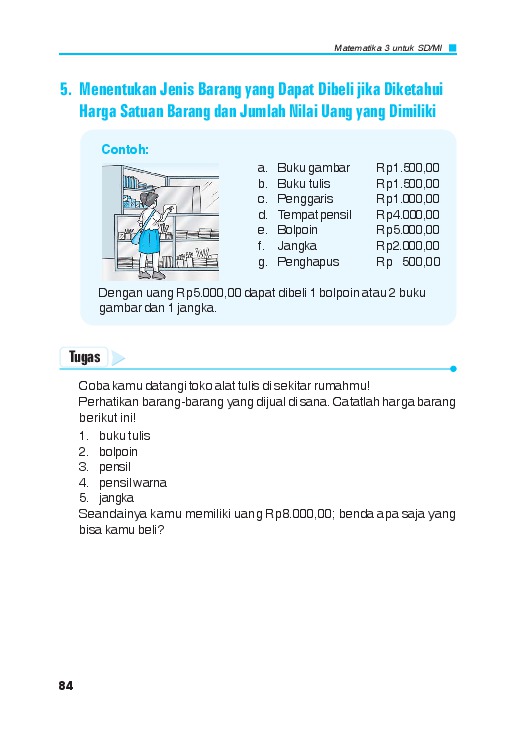 Matematika 3 untuk SD/MI
5. Menentukan Jenis Barang yang Dapat Dibeli jika Diketahui
Harga Satuan Barang dan Jumlah Nilai Uang yang Dimiliki
Contoh:
a. Buku gambar Rp1.500,00
b. Buku tulis Rp1.500,00
c. Penggaris Rp1.000,00
d. Tempat pensil Rp4.000,00
e. Bolpoin Rp5.000,00
f. Jangka Rp2.000,00
g. Penghapus Rp 500,00
Dengan uang Rp5.000,00 dapat dibeli 1 bolpoin atau 2 buku
gambar dan 1 jangka.
Tugas
Coba kamu datangi toko alat tulis di sekitar rumahmu!
Perhatikan barang-barang yang dijual di sana. Catatlah harga barang
berikut ini!
1. buku tulis
2. bolpoin
3. pensil
4. pensil warna
5. jangka
Seandainya kamu memiliki uang Rp8.000,00; benda apa saja yang
bisa kamu beli?
84